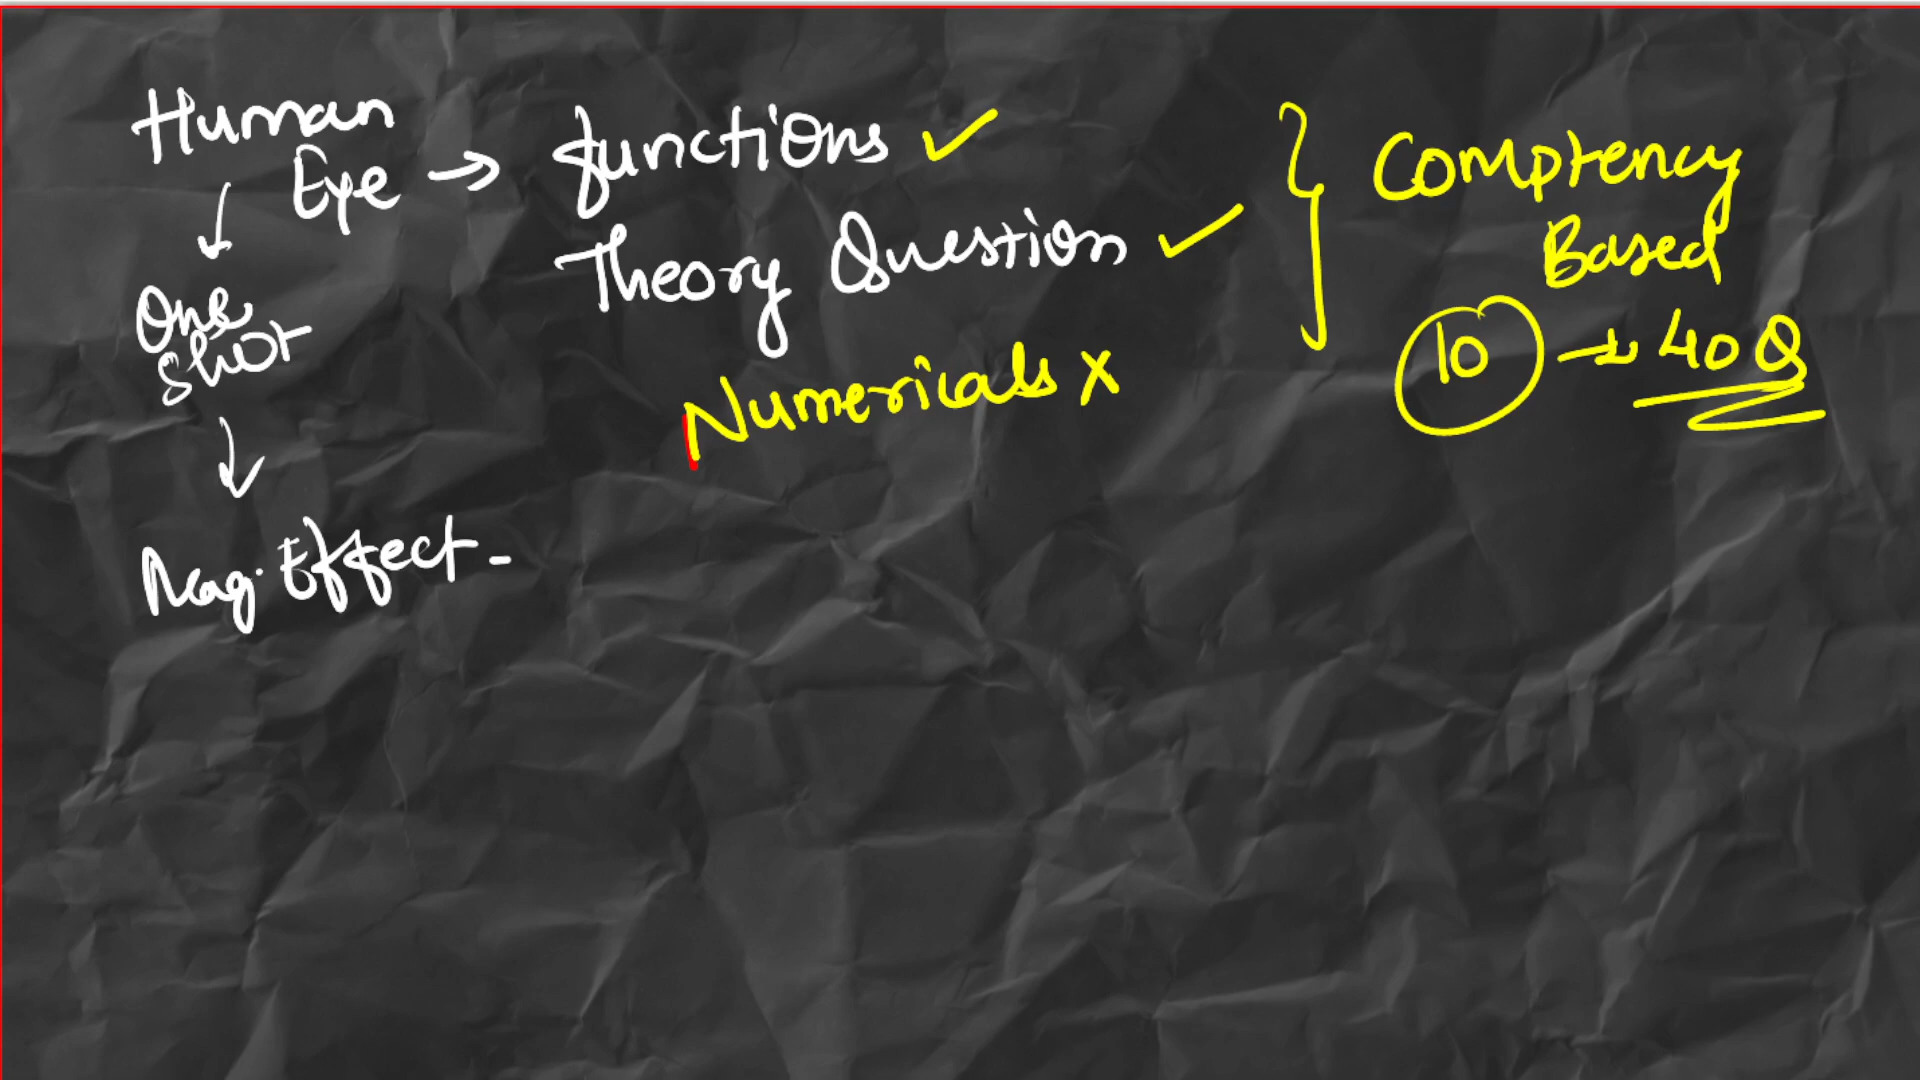 Human
Eye → functions ✓
↓
Theory Question ✓
One
Shot
Numericals x
↓
Mag. Effect -
} Comptency
Based
10 → 40 Q